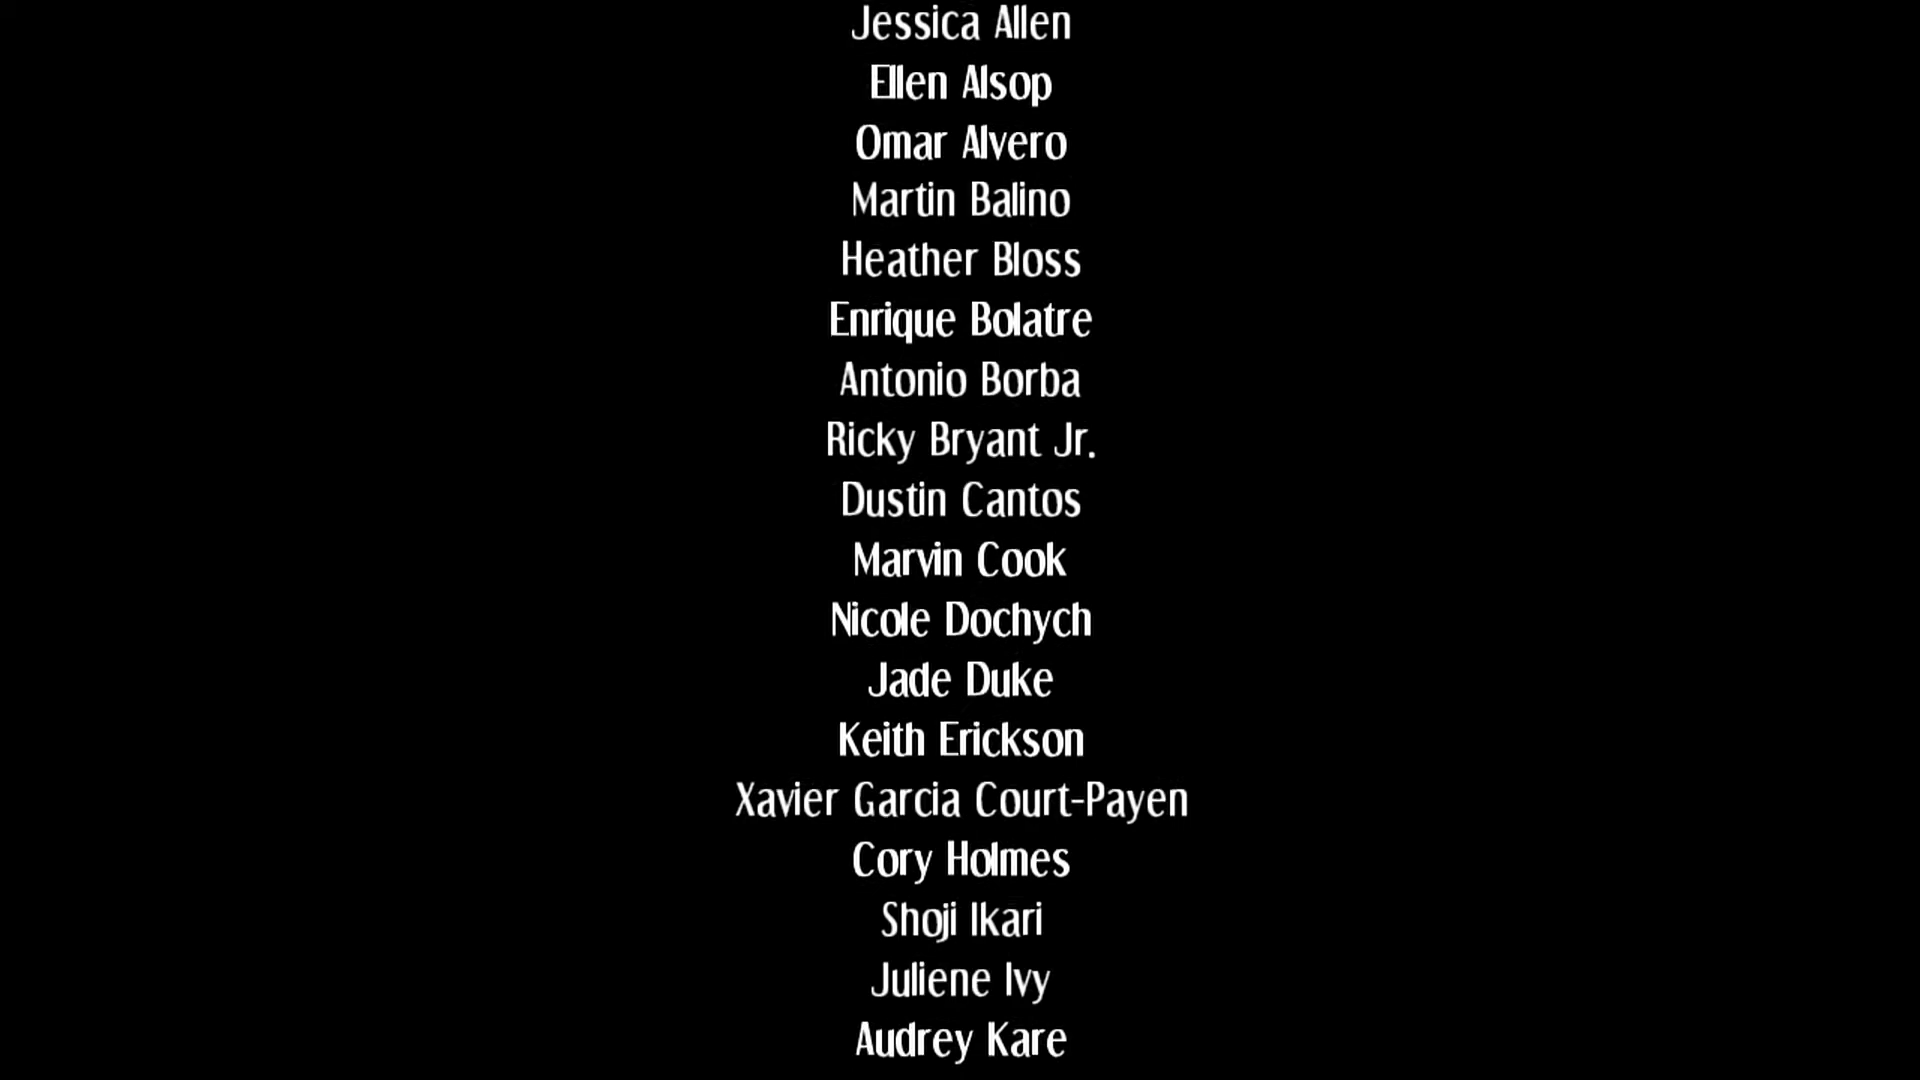 Jessica Allen
Ellen Alsop
Omar Alvero
Martin Balino
Heather Bloss
Enrique Bolatre
Antonio Borba
Ricky Bryant Jr.
Dustin Cantos
Marvin Cook
Nicole Dochych
Jade Duke
Keith Erickson
Xavier Garcia Court-Payen
Cory Holmes
Shoji Ikari
Juliene Ivy
Audrey Kare